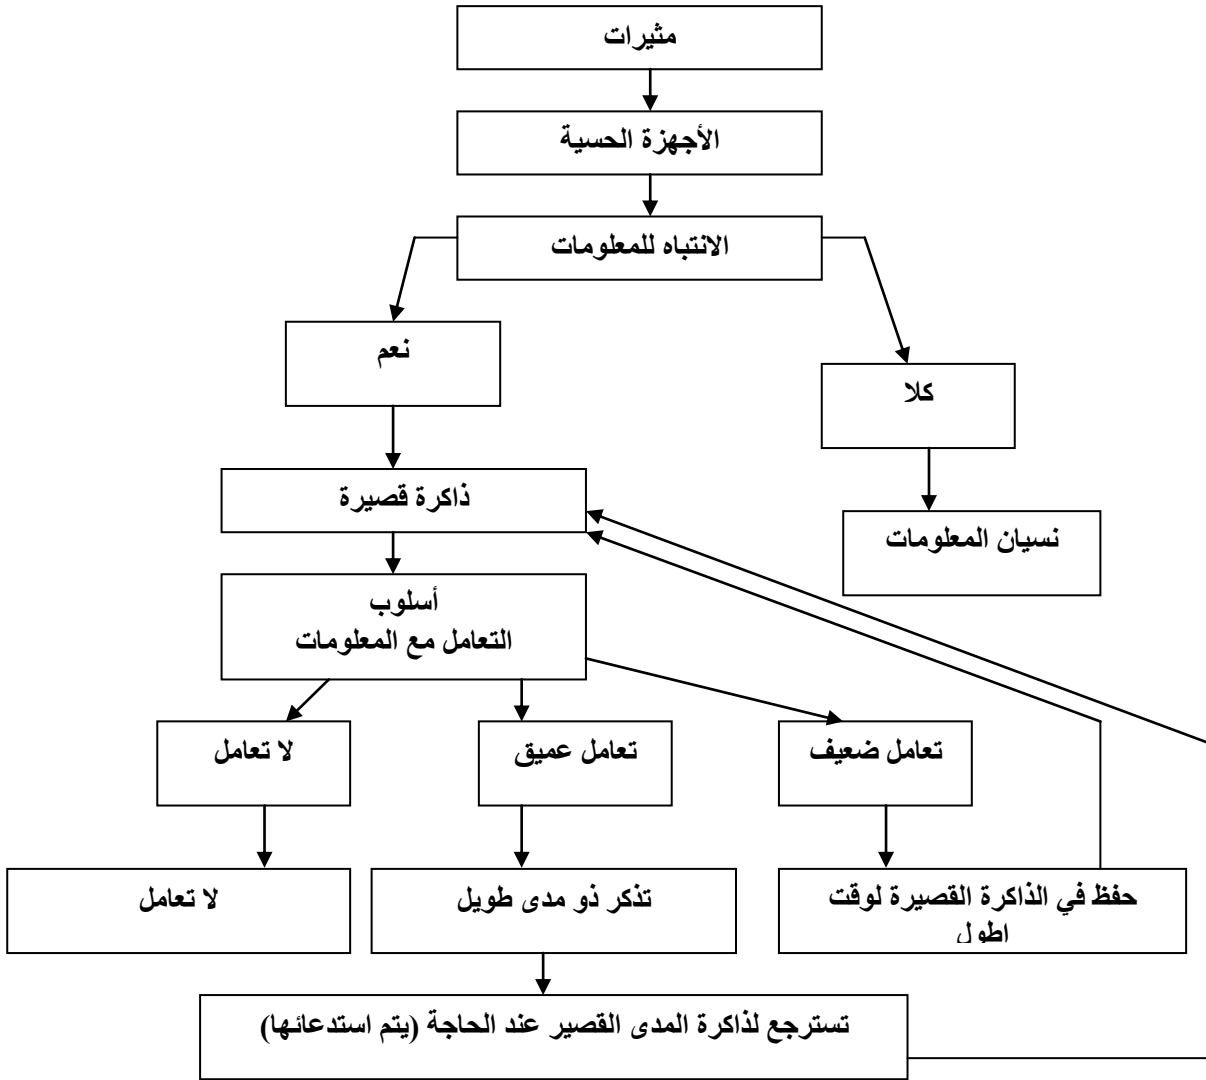 مثيرات
الأجهزة الحسية
الانتباه للمعلومات
نعم
كلا
ذاكرة قصيرة
نسيان المعلومات
أسلوب
التعامل مع المعلومات
تعامل ضعيف
تعامل عميق
لا تعامل
حفظ في الذاكرة القصيرة لوقت
اطول
تذكر ذو مدى طويل
لا تعامل
تسترجع لذاكرة المدى القصير عند الحاجة (يتم استدعائها)